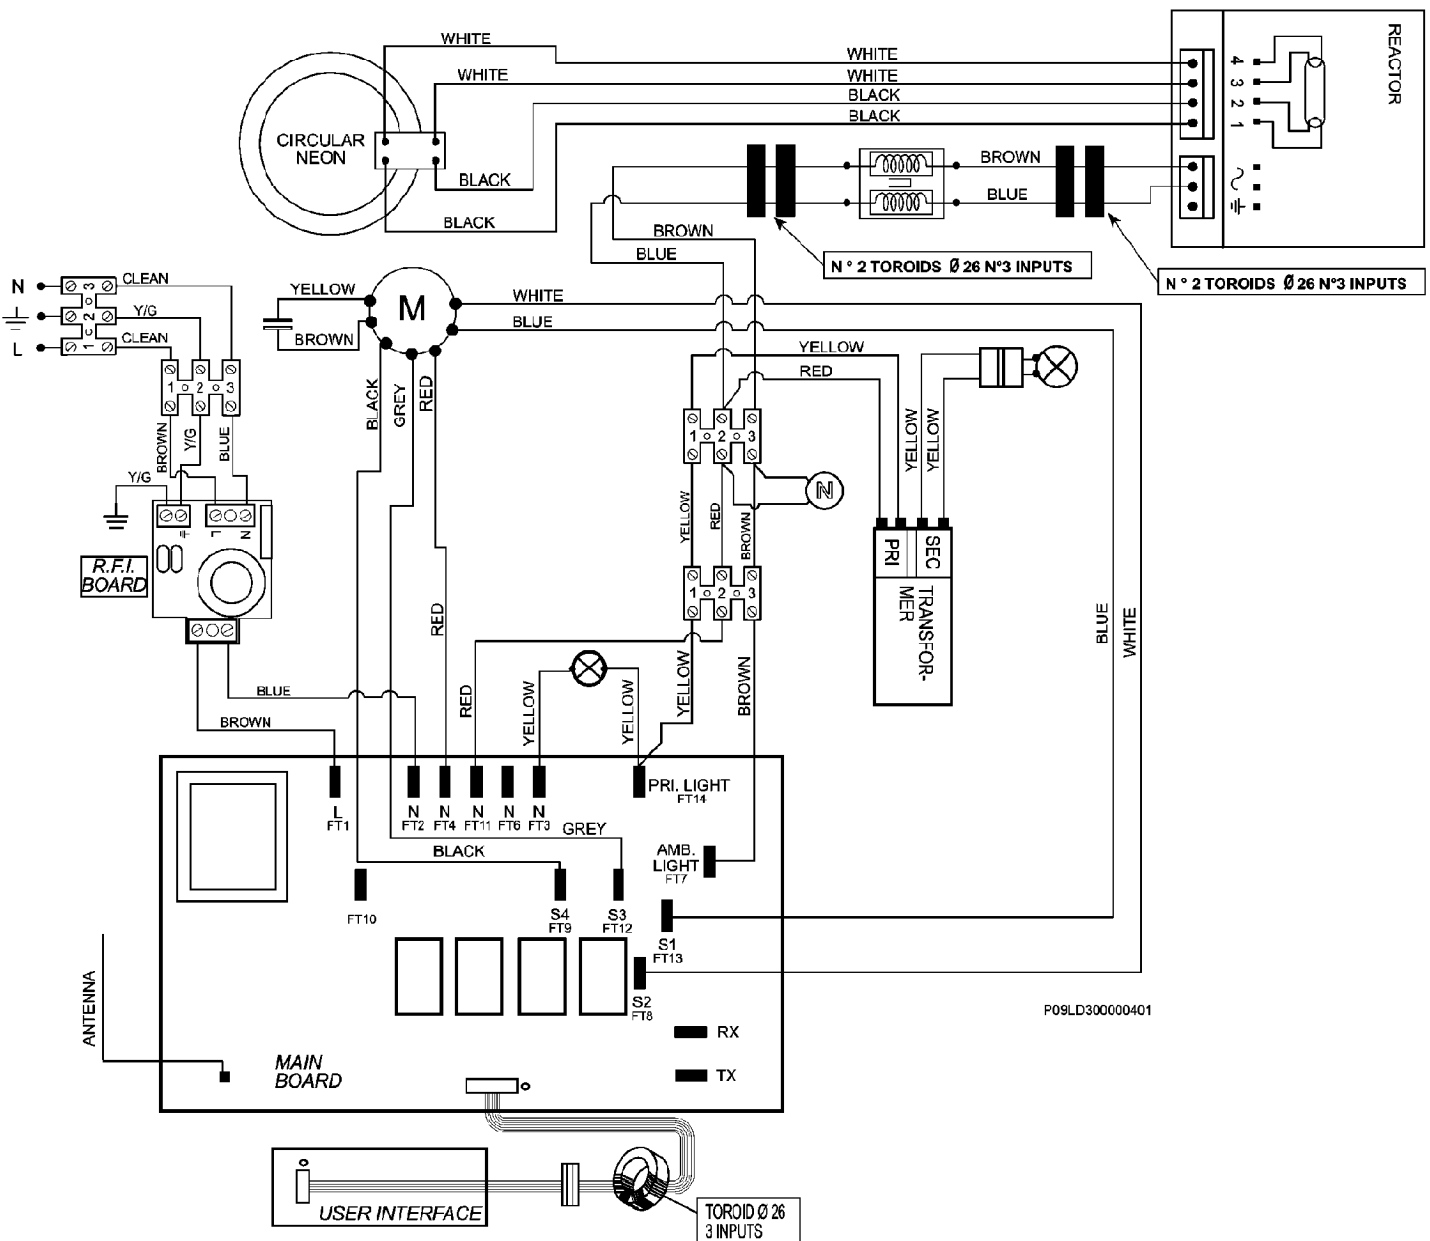 WHITE
WHITE
WHITE
WHITE
BLACK
BLACK
REACTOR
4
3
2
1
CIRCULAR
NEON
BLACK
BLACK
BROWN
BLUE
BROWN
BLUE
N ° 2 TOROIDS Ø 26 N°3 INPUTS
N ° 2 TOROIDS Ø 26 N°3 INPUTS
N
L
3
2
1
CLEAN
Y/G
CLEAN
YELLOW
BROWN
M
WHITE
BLUE
YELLOW
RED
1 2 3
BROWN
Y/G
BLUE
Y/G
BLACK
GREY
RED
1 2 3
YELLOW
YELLOW
N
YELLOW
RED
BROWN
L
N
R.F.I.
BOARD
PRI
SEC
TRANSFOR-
MER
1 2 3
RED
BLUE
WHITE
BLUE
BROWN
RED
YELLOW
YELLOW
YELLOW
BROWN
L
FT1
N
FT2
N
FT4
N
FT11
N
FT6
N
FT3
PRI. LIGHT
FT14
GREY
BLACK
AMB.
LIGHT
FT7
FT10
S4
FT9
S3
FT12
S1
FT13
S2
FT8
RX
TX
P09LD300000401
ANTENNA
MAIN
BOARD
USER INTERFACE
TOROID Ø 26
3 INPUTS